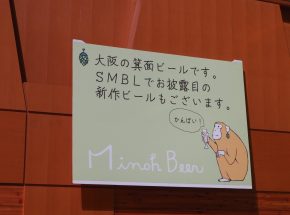 大阪の箕面ビールです。
SMBLでお披露目の
新作ビールもございます。
かんぱい!
Minoh Beer